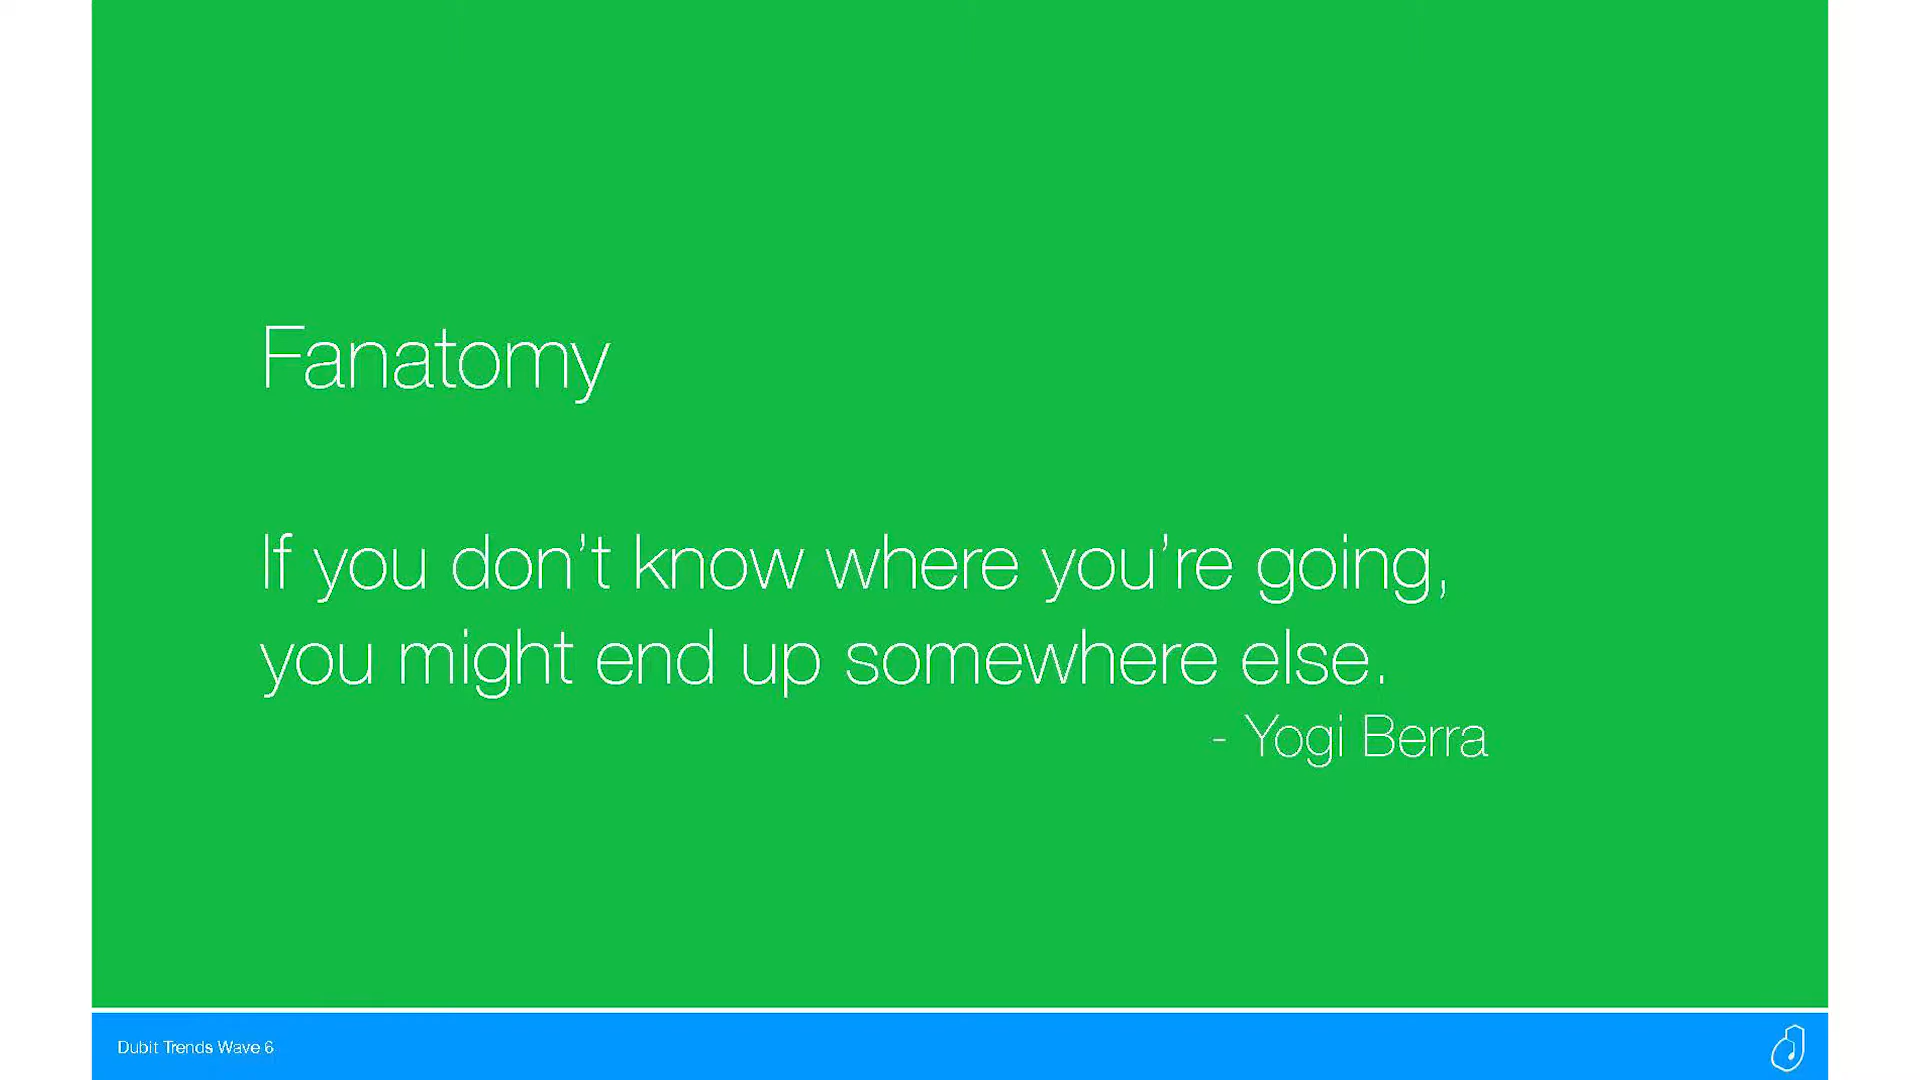 Fanatomy
If you don’t know where you’re going,
you might end up somewhere else.
- Yogi Berra
Dubit Trends Wave 6